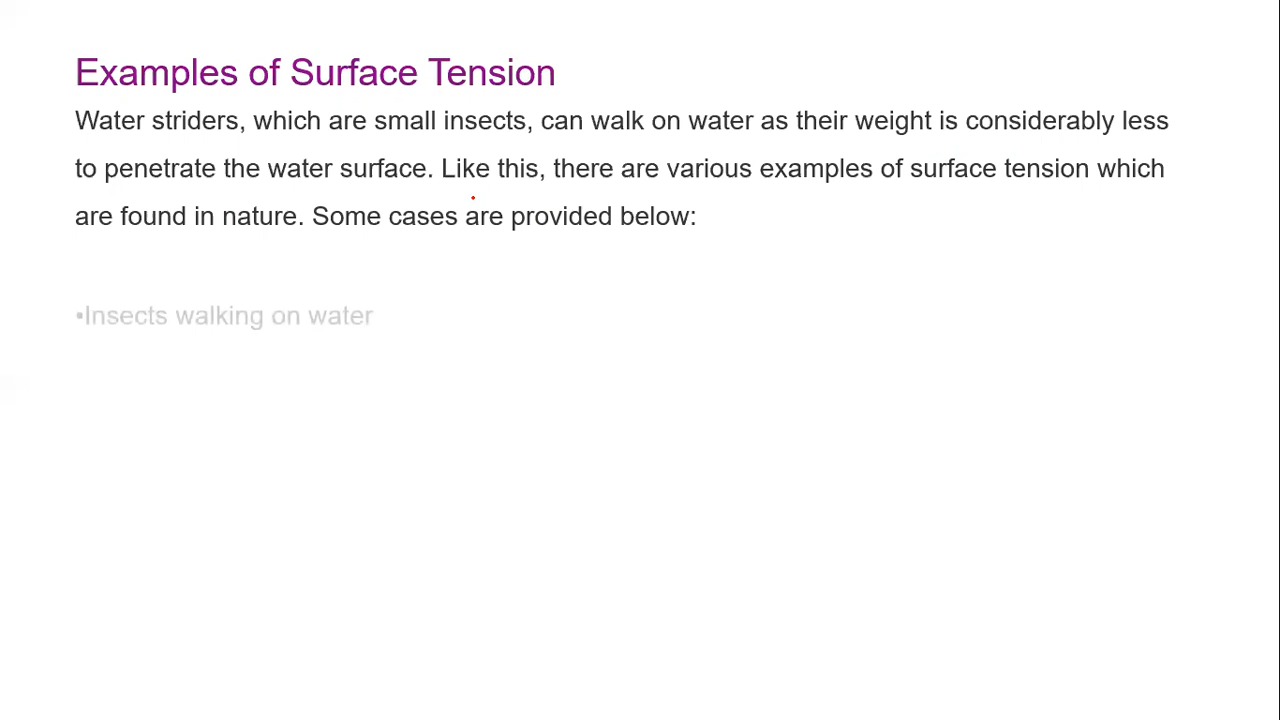 Examples of Surface Tension
Water striders, which are small insects, can walk on water as their weight is considerably less
to penetrate the water surface. Like this, there are various examples of surface tension which
are found in nature. Some cases are provided below:
•Insects walking on water